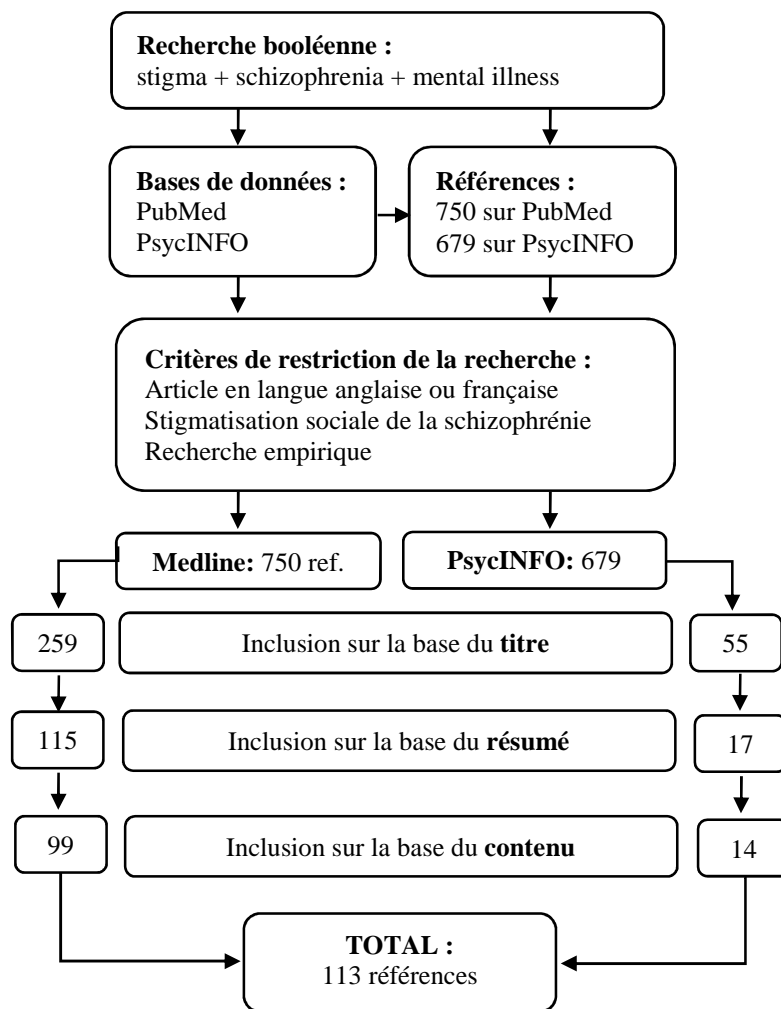 Recherche booléenne :
stigma + schizophrenia + mental illness
Bases de données :
PubMed
PsycINFO
Références :
750 sur PubMed
679 sur PsycINFO
Critères de restriction de la recherche :
Article en langue anglaise ou française
Stigmatisation sociale de la schizophrénie
Recherche empirique
Medline: 750 ref.
PsycINFO: 679
259
Inclusion sur la base du titre
55
115
Inclusion sur la base du résumé
17
99
Inclusion sur la base du contenu
14
TOTAL :
113 références